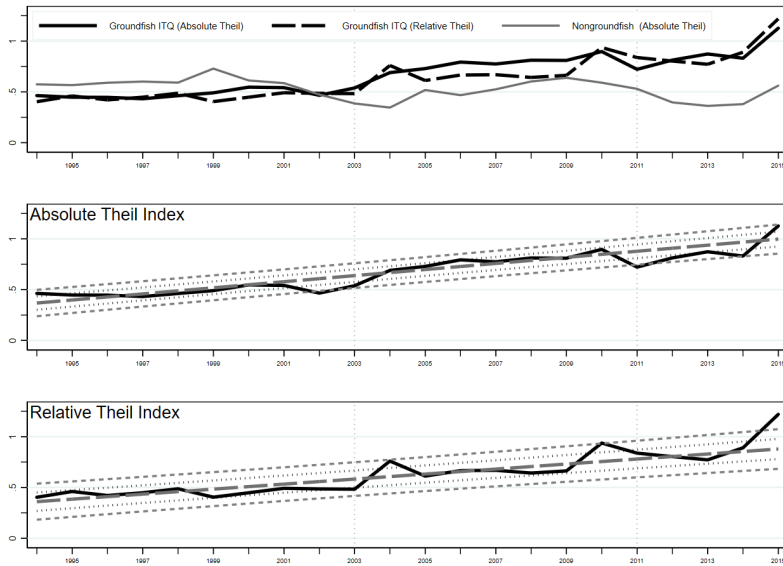 Groundfish ITQ (Absolute Theil) Groundfish ITQ (Relative Theil) Nongroundfish (Absolute Theil)
1
.5
0
1995 1997 1999 2001 2003 2005 2007 2009 2011 2013 2015
Absolute Theil Index
1
.5
0
1995 1997 1999 2001 2003 2005 2007 2009 2011 2013 2015
Relative Theil Index
1
.5
0
1995 1997 1999 2001 2003 2005 2007 2009 2011 2013 2015